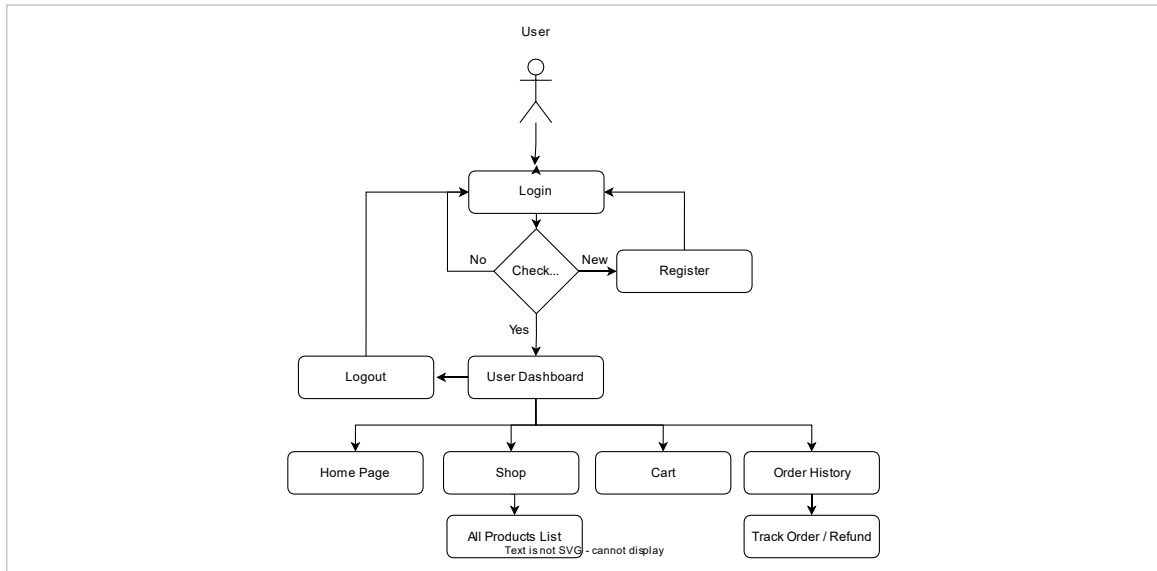 User
Login
No
Check...
New
Register
Yes
Logout
User Dashboard
Home Page
Shop
Cart
Order History
All Products List
Track Order / Refund
Text is not SVG - cannot display